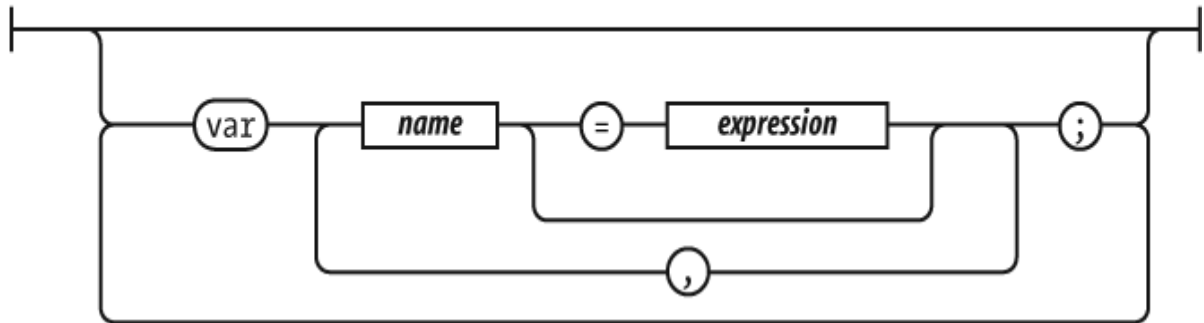 var name = expression ;
,